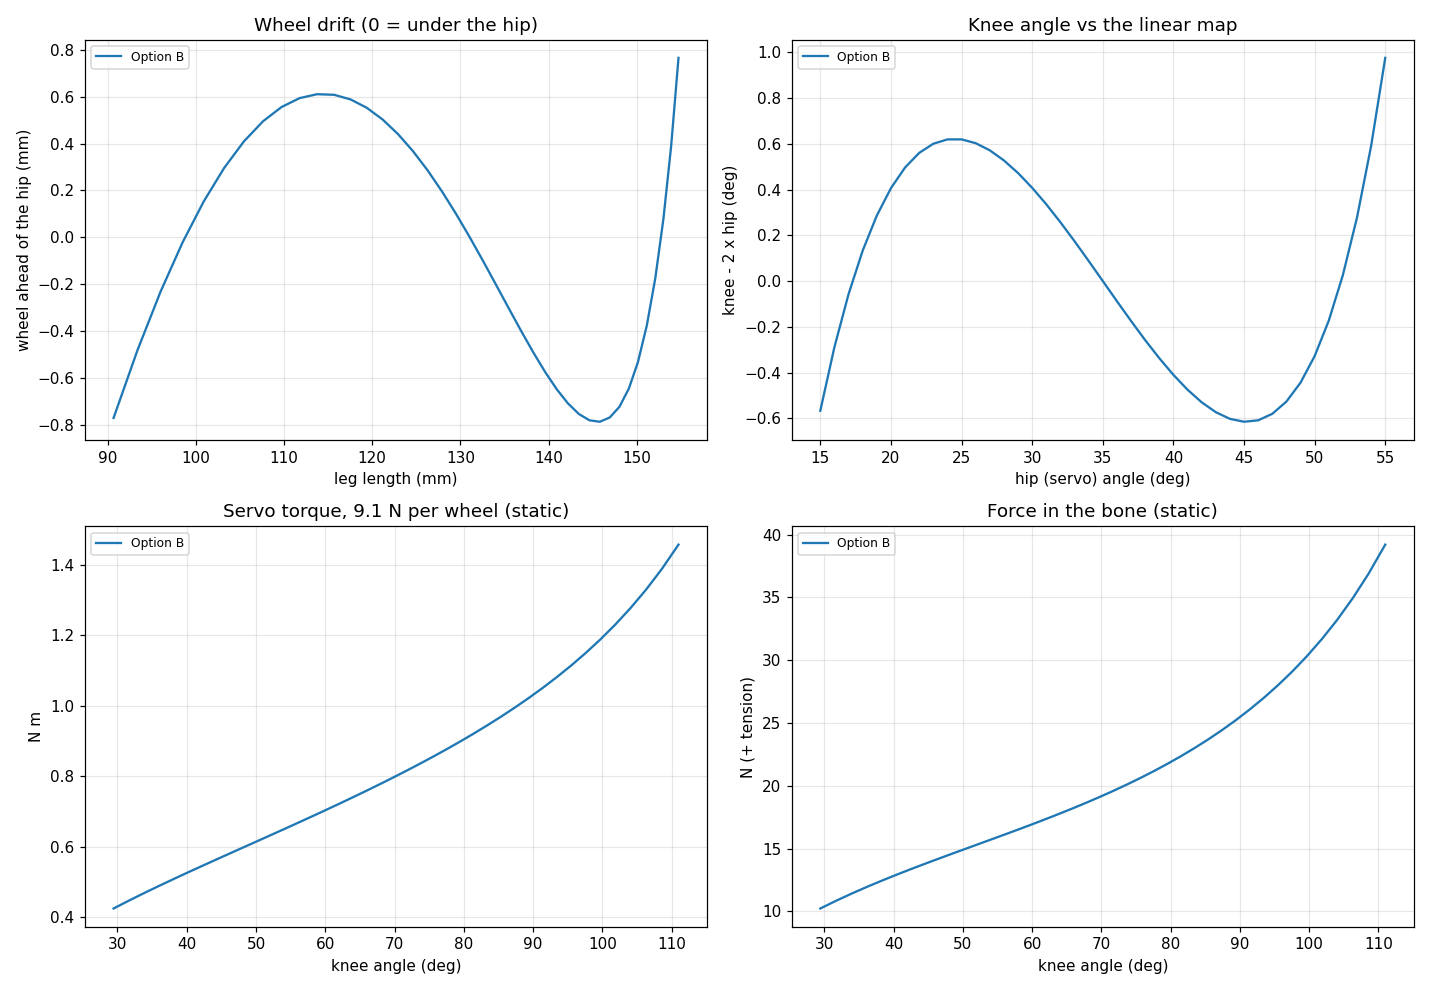 Wheel drift (0 = under the hip)
Option B
wheel ahead of the hip (mm)
0.8
0.6
0.4
0.2
0.0
−0.2
−0.4
−0.6
−0.8
90 100 110 120 130 140 150
leg length (mm)
Knee angle vs the linear map
Option B
knee - 2 x hip (deg)
1.0
0.8
0.6
0.4
0.2
0.0
−0.2
−0.4
−0.6
15 20 25 30 35 40 45 50 55
hip (servo) angle (deg)
Servo torque, 9.1 N per wheel (static)
Option B
N m
1.4
1.2
1.0
0.8
0.6
0.4
30 40 50 60 70 80 90 100 110
knee angle (deg)
Force in the bone (static)
Option B
N (+ tension)
40
35
30
25
20
15
10
30 40 50 60 70 80 90 100 110
knee angle (deg)